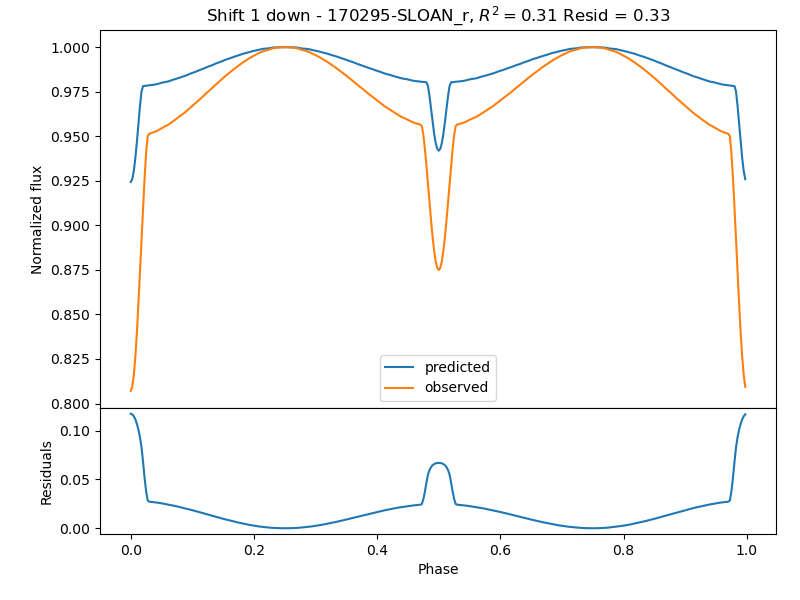 Shift 1 down - 170295-SLOAN_r, R² = 0.31 Resid = 0.33
1.000
0.975
0.950
0.925
0.900
0.875
0.850
0.825
0.800
Normalized flux
predicted
observed
0.10
0.05
0.00
Residuals
0.0 0.2 0.4 0.6 0.8 1.0
Phase